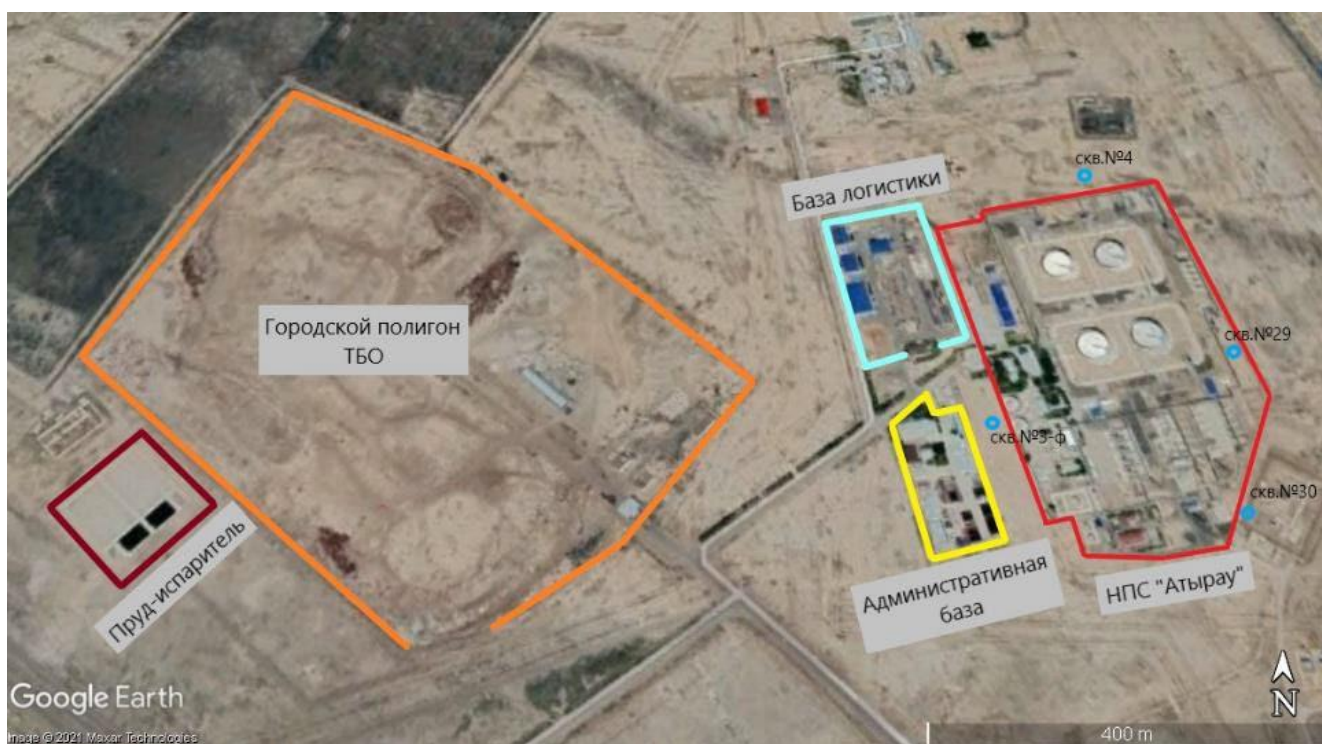 скв.№4
База логистики
Городской полигон
ТБО
скв.№29
скв.№3-ф
скв.№30
Пруд-испаритель
Административная
база
НПС "Атырау"
N
Google Earth
400 m
Image © 2021 Maxar Technologies